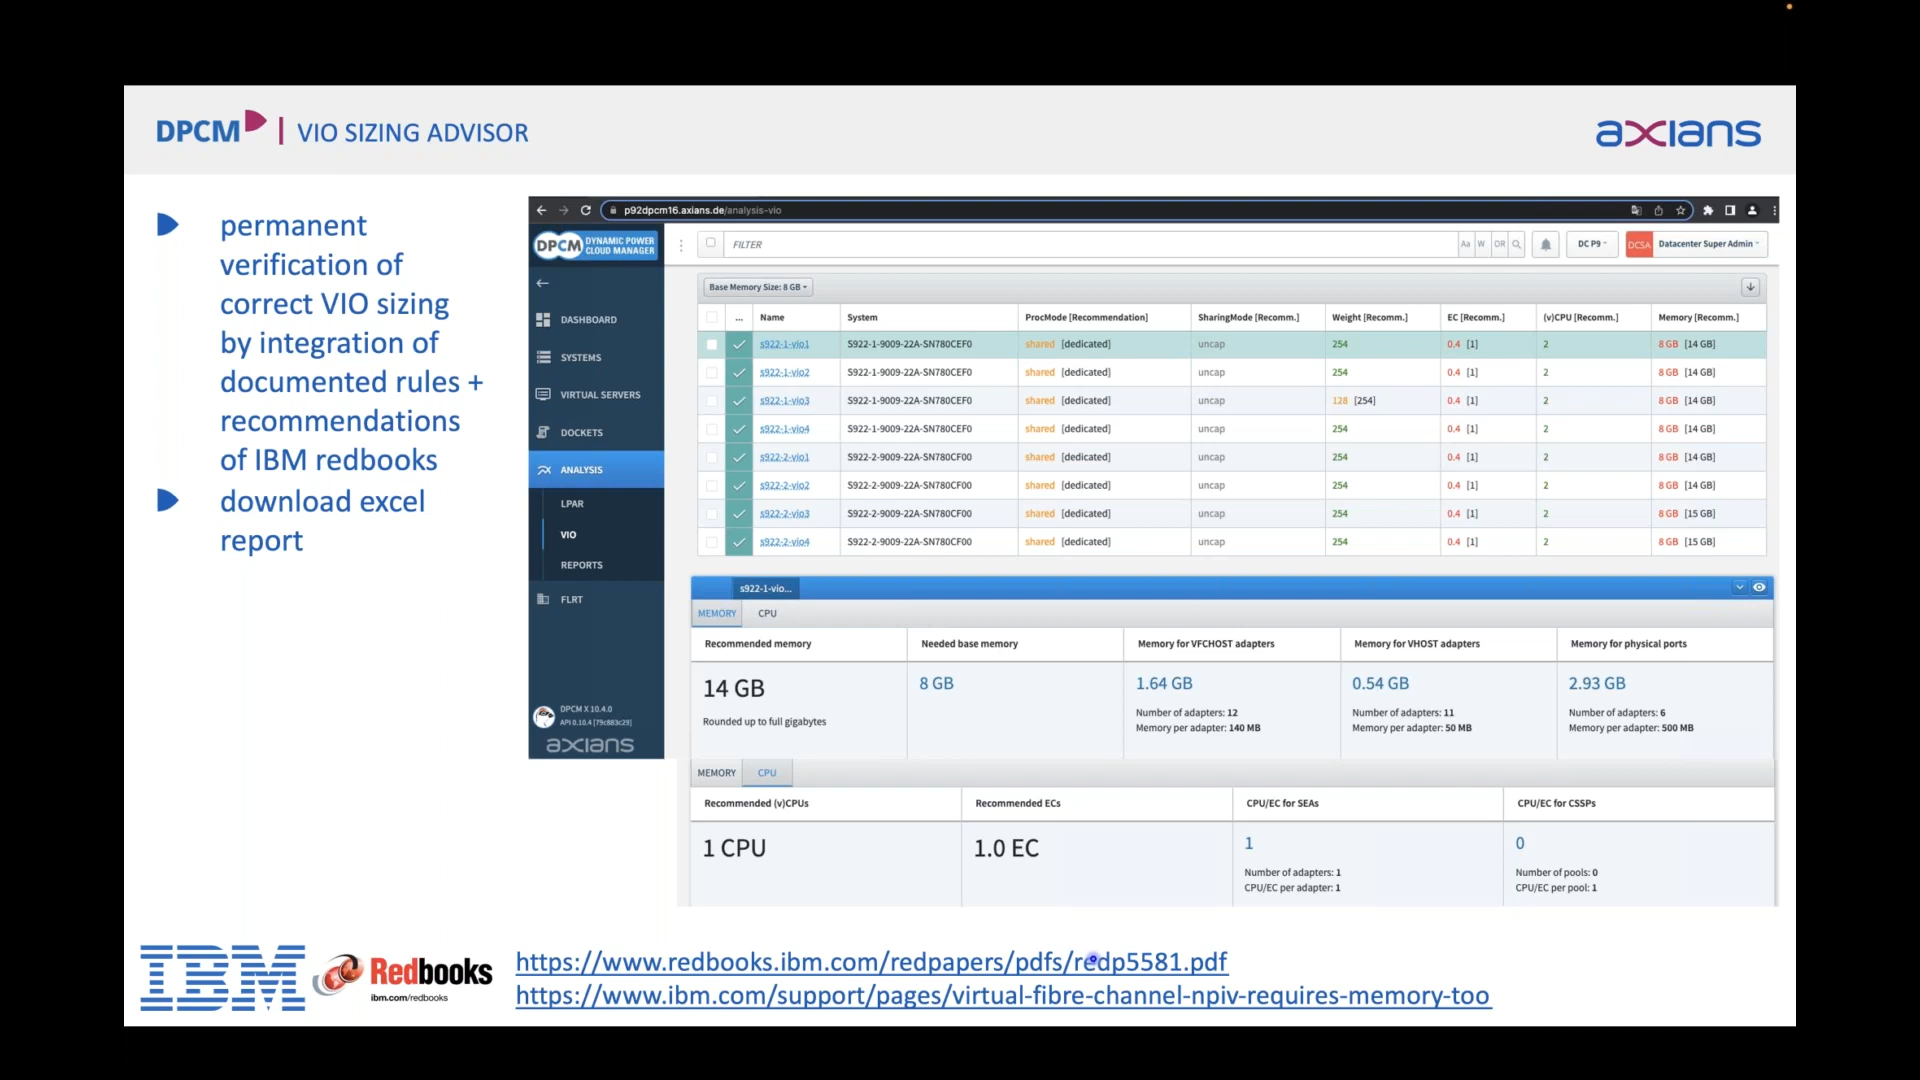 DPCM | VIO SIZING ADVISOR
axians
permanent
verification of
correct VIO sizing
by integration of
documented rules +
recommendations
of IBM redbooks
download excel
report
p92dpcm16.axians.de/analysis-vio
DPCM DYNAMIC POWER
CLOUD MANAGER
FILTER
Aa W OR
DC P9
DCSA Datacenter Super Admin
DASHBOARD
SYSTEMS
VIRTUAL SERVERS
DOCKETS
ANALYSIS
LPAR
VIO
REPORTS
FLRT
DPCM X 10.4.0
API 0.10.4 [79c883c29]
axians
Base Memory Size: 8 GB
... Name System ProcMode [Recommendation] SharingMode [Recomm.] Weight [Recomm.] EC [Recomm.] (v)CPU [Recomm.] Memory [Recomm.]
s922-1-vio1 S922-1-9009-22A-SN780CEF0 shared [dedicated] uncap 254 0.4 [1] 2 8 GB [14 GB]
s922-1-vio2 S922-1-9009-22A-SN780CEF0 shared [dedicated] uncap 254 0.4 [1] 2 8 GB [14 GB]
s922-1-vio3 S922-1-9009-22A-SN780CEF0 shared [dedicated] uncap 128 [254] 0.4 [1] 2 8 GB [14 GB]
s922-1-vio4 S922-1-9009-22A-SN780CEF0 shared [dedicated] uncap 254 0.4 [1] 2 8 GB [14 GB]
s922-2-vio1 S922-2-9009-22A-SN780CF00 shared [dedicated] uncap 254 0.4 [1] 2 8 GB [14 GB]
s922-2-vio2 S922-2-9009-22A-SN780CF00 shared [dedicated] uncap 254 0.4 [1] 2 8 GB [14 GB]
s922-2-vio3 S922-2-9009-22A-SN780CF00 shared [dedicated] uncap 254 0.4 [1] 2 8 GB [15 GB]
s922-2-vio4 S922-2-9009-22A-SN780CF00 shared [dedicated] uncap 254 0.4 [1] 2 8 GB [15 GB]
s922-1-vio...
MEMORY CPU
Recommended memory Needed base memory Memory for VFCHOST adapters Memory for VHOST adapters Memory for physical ports
14 GB 8 GB 1.64 GB 0.54 GB 2.93 GB
Rounded up to full gigabytes Number of adapters: 12 Number of adapters: 11 Number of adapters: 6
Memory per adapter: 140 MB Memory per adapter: 50 MB Memory per adapter: 500 MB
MEMORY CPU
Recommended (v)CPUs Recommended ECs CPU/EC for SEAs CPU/EC for CSSPs
1 CPU 1.0 EC 1 0
Number of adapters: 1 Number of pools: 0
CPU/EC per adapter: 1 CPU/EC per pool: 1
IBM Redbooks
ibm.com/redbooks
https://www.redbooks.ibm.com/redpapers/pdfs/redp5581.pdf
https://www.ibm.com/support/pages/virtual-fibre-channel-npiv-requires-memory-too